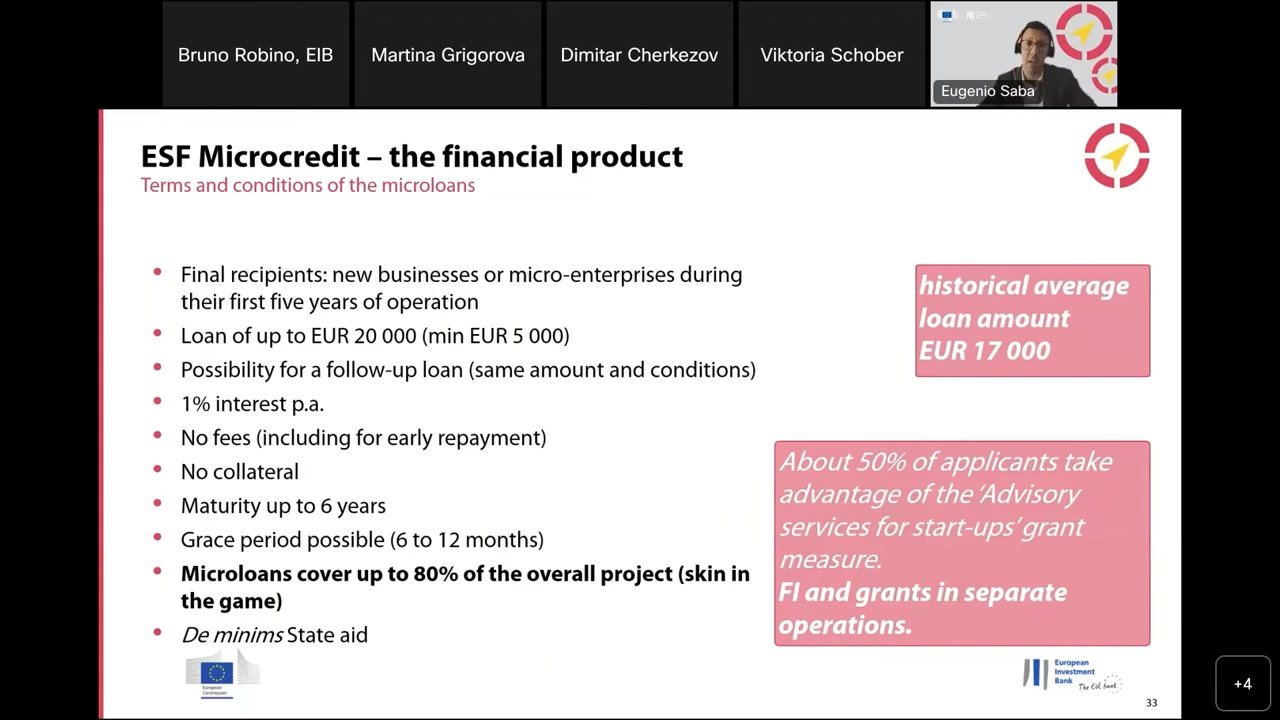 Bruno Robino, EIB
Martina Grigorova
Dimitar Cherkezov
Viktoria Schober
Eugenio Saba
ESF Microcredit – the financial product
Terms and conditions of the microloans
• Final recipients: new businesses or micro-enterprises during
their first five years of operation
• Loan of up to EUR 20 000 (min EUR 5 000)
• Possibility for a follow-up loan (same amount and conditions)
• 1% interest p.a.
• No fees (including for early repayment)
• No collateral
• Maturity up to 6 years
• Grace period possible (6 to 12 months)
• Microloans cover up to 80% of the overall project (skin in
the game)
• De minims State aid
historical average
loan amount
EUR 17 000
About 50% of applicants take
advantage of the ‘Advisory
services for start-ups’ grant
measure.
FI and grants in separate
operations.
European
Commission
European
Investment
Bank
The EU bank
33
+4